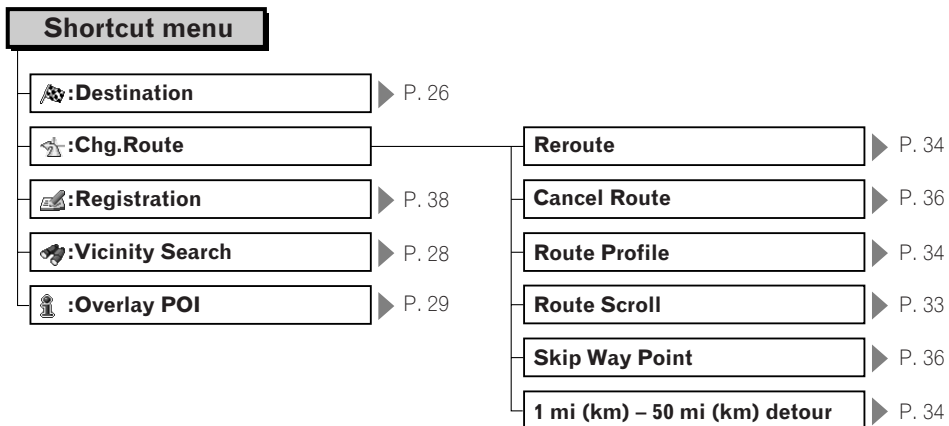 Shortcut menu
:Destination P. 26
:Chg.Route
:Registration P. 38
:Vicinity Search P. 28
:Overlay POI P. 29
Reroute P. 34
Cancel Route P. 36
Route Profile P. 34
Route Scroll P. 33
Skip Way Point P. 36
1 mi (km) – 50 mi (km) detour P. 34